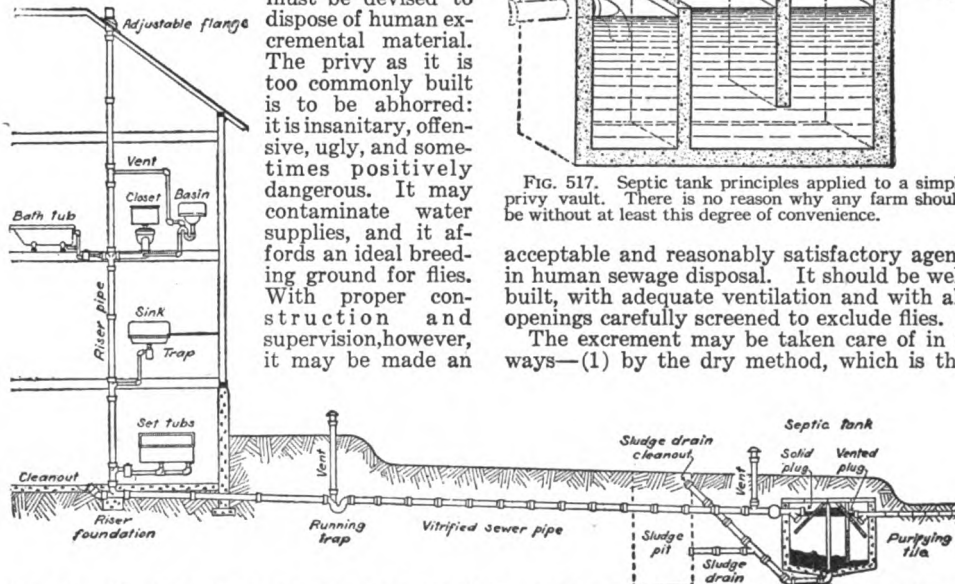 must be devised to
dispose of human ex-
cremental material.
The privy as it is
too commonly built
is to be abhorred:
it is insanitary, offen-
sive, ugly, and some-
times positively
dangerous. It may
contaminate water
supplies, and it af-
fords an ideal breed-
ing ground for flies.
With proper con-
struction and
supervision, however,
it may be made an
FIG. 517. Septic tank principles applied to a simpl
privy vault. There is no reason why any farm shoul
be without at least this degree of convenience.
acceptable and reasonably satisfactory agen
in human sewage disposal. It should be wel
built, with adequate ventilation and with al
openings carefully screened to exclude flies.
The excrement may be taken care of in
ways—(1) by the dry method, which is th
Adjustable flange
Vent
Closet
Basin
Bath tub
Riser pipe
Sink
Trap
Set tubs
Cleanout
Riser
foundation
Vent
Running
trap
Vitrified sewer pipe
Sludge drain
cleanout
Sludge
pit
Sludge
drain
Vent
Septic tank
Solid
plug
Vented
plug
Purifying
tile